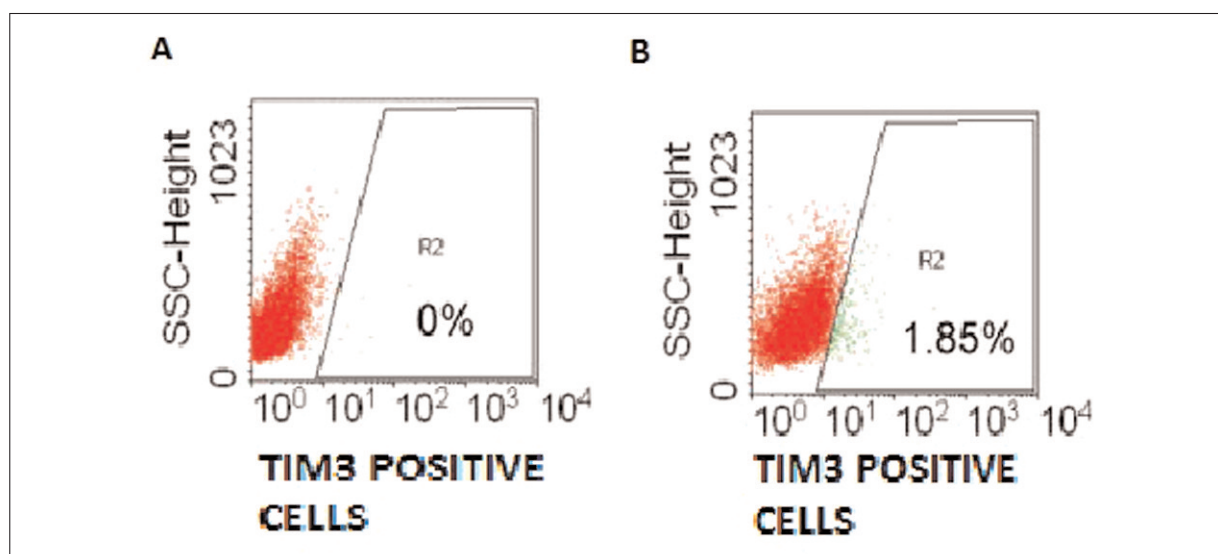 A
SSC-Height
1023
0
R2
0%
10⁰ 10¹ 10² 10³ 10⁴
TIM3 POSITIVE
CELLS
B
SSC-Height
1023
0
R2
1.85%
10⁰ 10¹ 10² 10³ 10⁴
TIM3 POSITIVE
CELLS